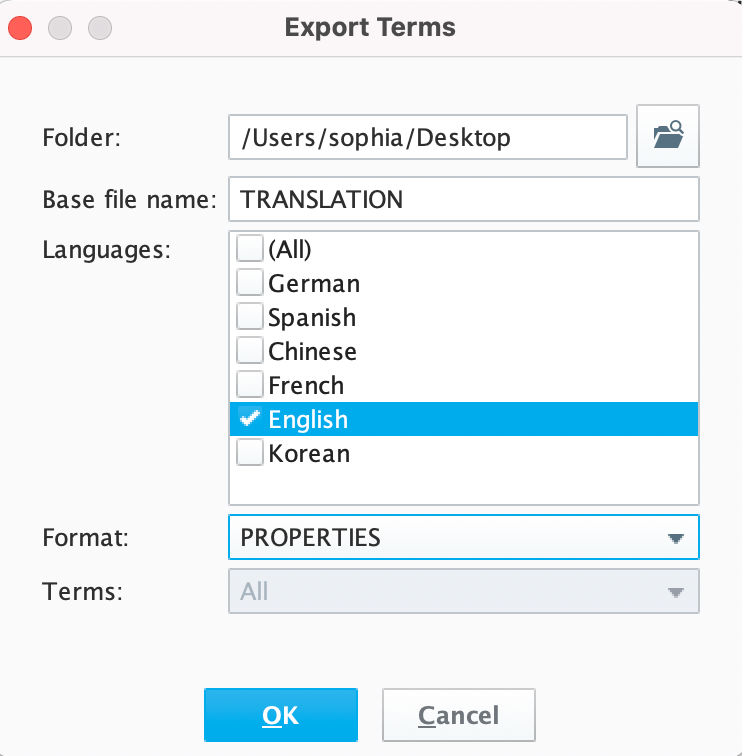 Export Terms
Folder: /Users/sophia/Desktop
Base file name: TRANSLATION
Languages: (All)
German
Spanish
Chinese
French
English
Korean
Format: PROPERTIES
Terms: All
OK Cancel